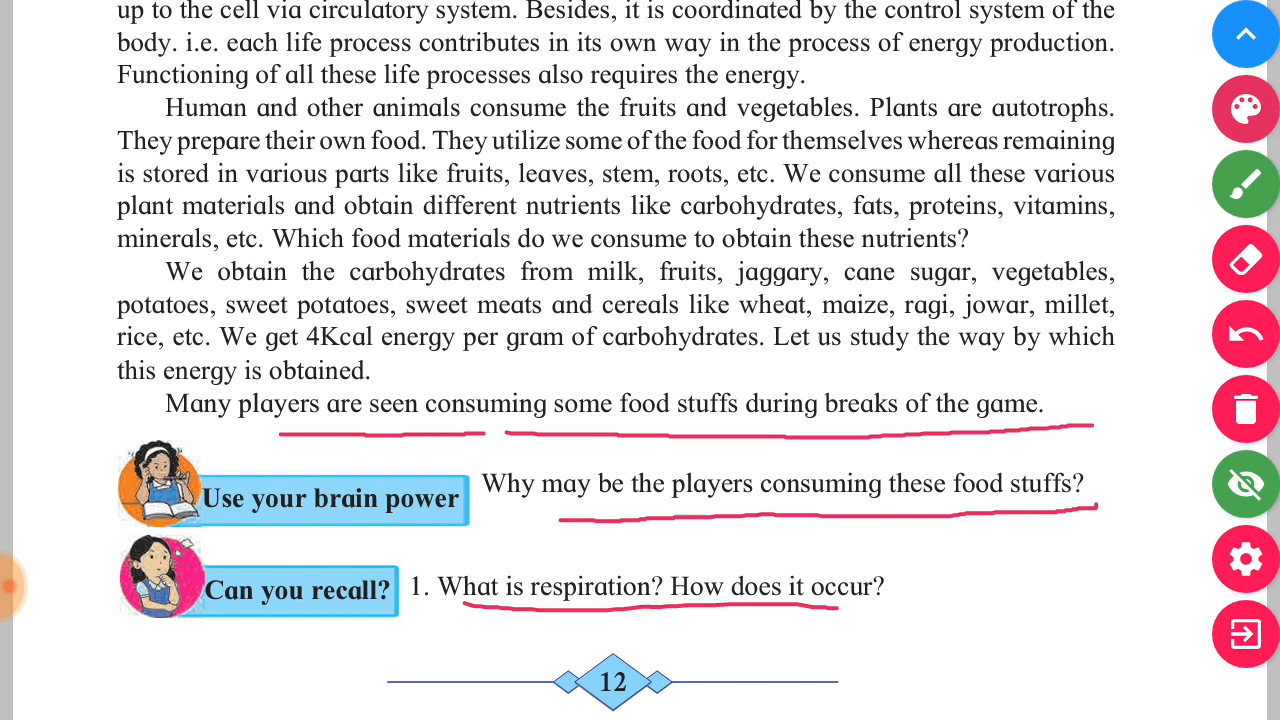 up to the cell via circulatory system. Besides, it is coordinated by the control system of the
body. i.e. each life process contributes in its own way in the process of energy production.
Functioning of all these life processes also requires the energy.
Human and other animals consume the fruits and vegetables. Plants are autotrophs.
They prepare their own food. They utilize some of the food for themselves whereas remaining
is stored in various parts like fruits, leaves, stem, roots, etc. We consume all these various
plant materials and obtain different nutrients like carbohydrates, fats, proteins, vitamins,
minerals, etc. Which food materials do we consume to obtain these nutrients?
We obtain the carbohydrates from milk, fruits, jaggary, cane sugar, vegetables,
potatoes, sweet potatoes, sweet meats and cereals like wheat, maize, ragi, jowar, millet,
rice, etc. We get 4Kcal energy per gram of carbohydrates. Let us study the way by which
this energy is obtained.
Many players are seen consuming some food stuffs during breaks of the game.
Use your brain power Why may be the players consuming these food stuffs?
Can you recall? 1. What is respiration? How does it occur?
12